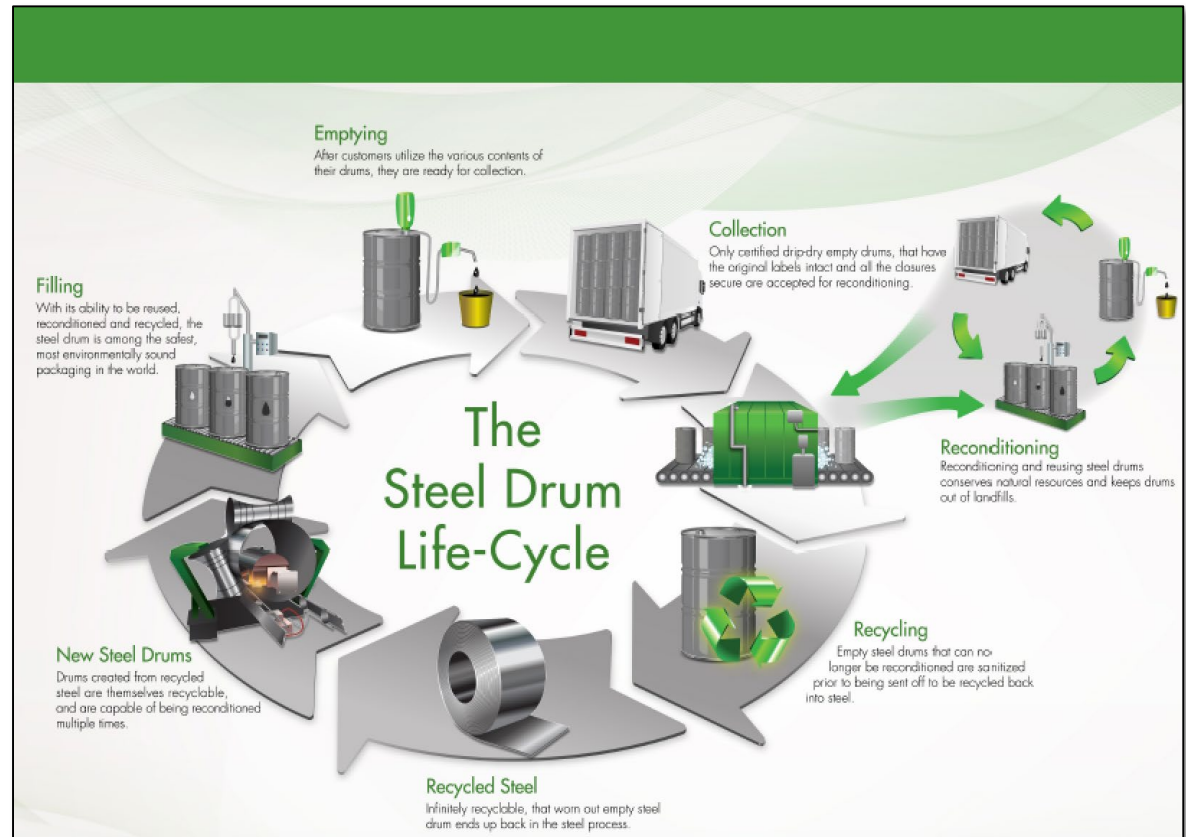 Emptying
After customers utilize the various contents of
their drums, they are ready for collection.
Collection
Only certified drip-dry empty drums, that have
the original labels intact and all the closures
secure are accepted for reconditioning.
Filling
With its ability to be reused,
reconditioned and recycled, the
steel drum is among the safest,
most environmentally sound
packaging in the world.
The
Steel Drum
Life-Cycle
Reconditioning
Reconditioning and reusing steel drums
conserves natural resources and keeps drums
out of landfills.
Recycling
Empty steel drums that can no
longer be reconditioned are sanitized
prior to being sent off to be recycled back
into steel.
New Steel Drums
Drums created from recycled
steel are themselves recyclable,
and are capable of being reconditioned
multiple times.
Recycled Steel
Infinitely recyclable, that worn out empty steel
drum ends up back in the steel process.